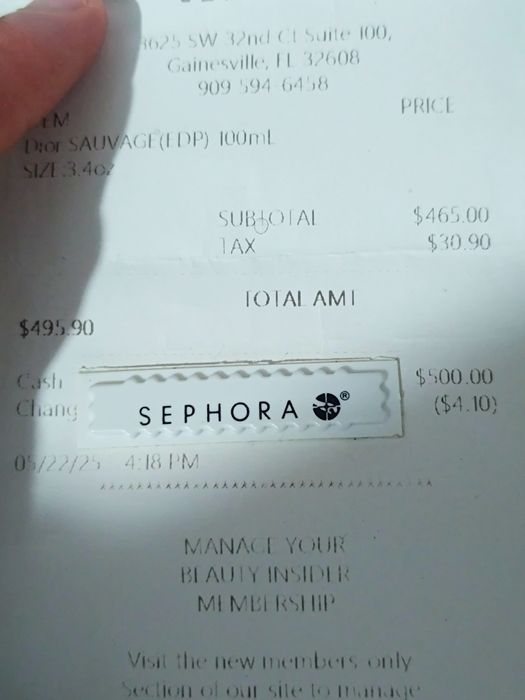 3625 SW 32nd Ct Suite 100,
Gainesville, FL 32608
909 594-6458
PRICE
Dior SAUVAGE(EDP) 100mL
SIZE:3.4oz
SUBTOTAL $465.00
TAX $30.90
TOTAL AMT
$495.90
Cash $500.00
Chang ($4.10)
SEPHORA ®
05/22/25 4:18 PM
*********************************
MANAGE YOUR
BEAUTY INSIDER
MEMBERSHIP
Visit the new members only
Section of our site to manage